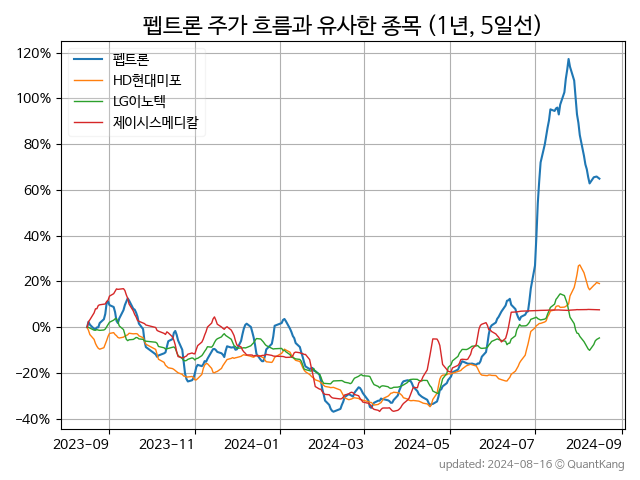 펩트론 주가 흐름과 유사한 종목 (1년, 5일선)
120%
100%
80%
60%
40%
20%
0%
−20%
−40%
펩트론
HD현대미포
LG이노텍
제이시스메디칼
2023-09 2023-11 2024-01 2024-03 2024-05 2024-07 2024-09
updated: 2024-08-16 © QuantKang